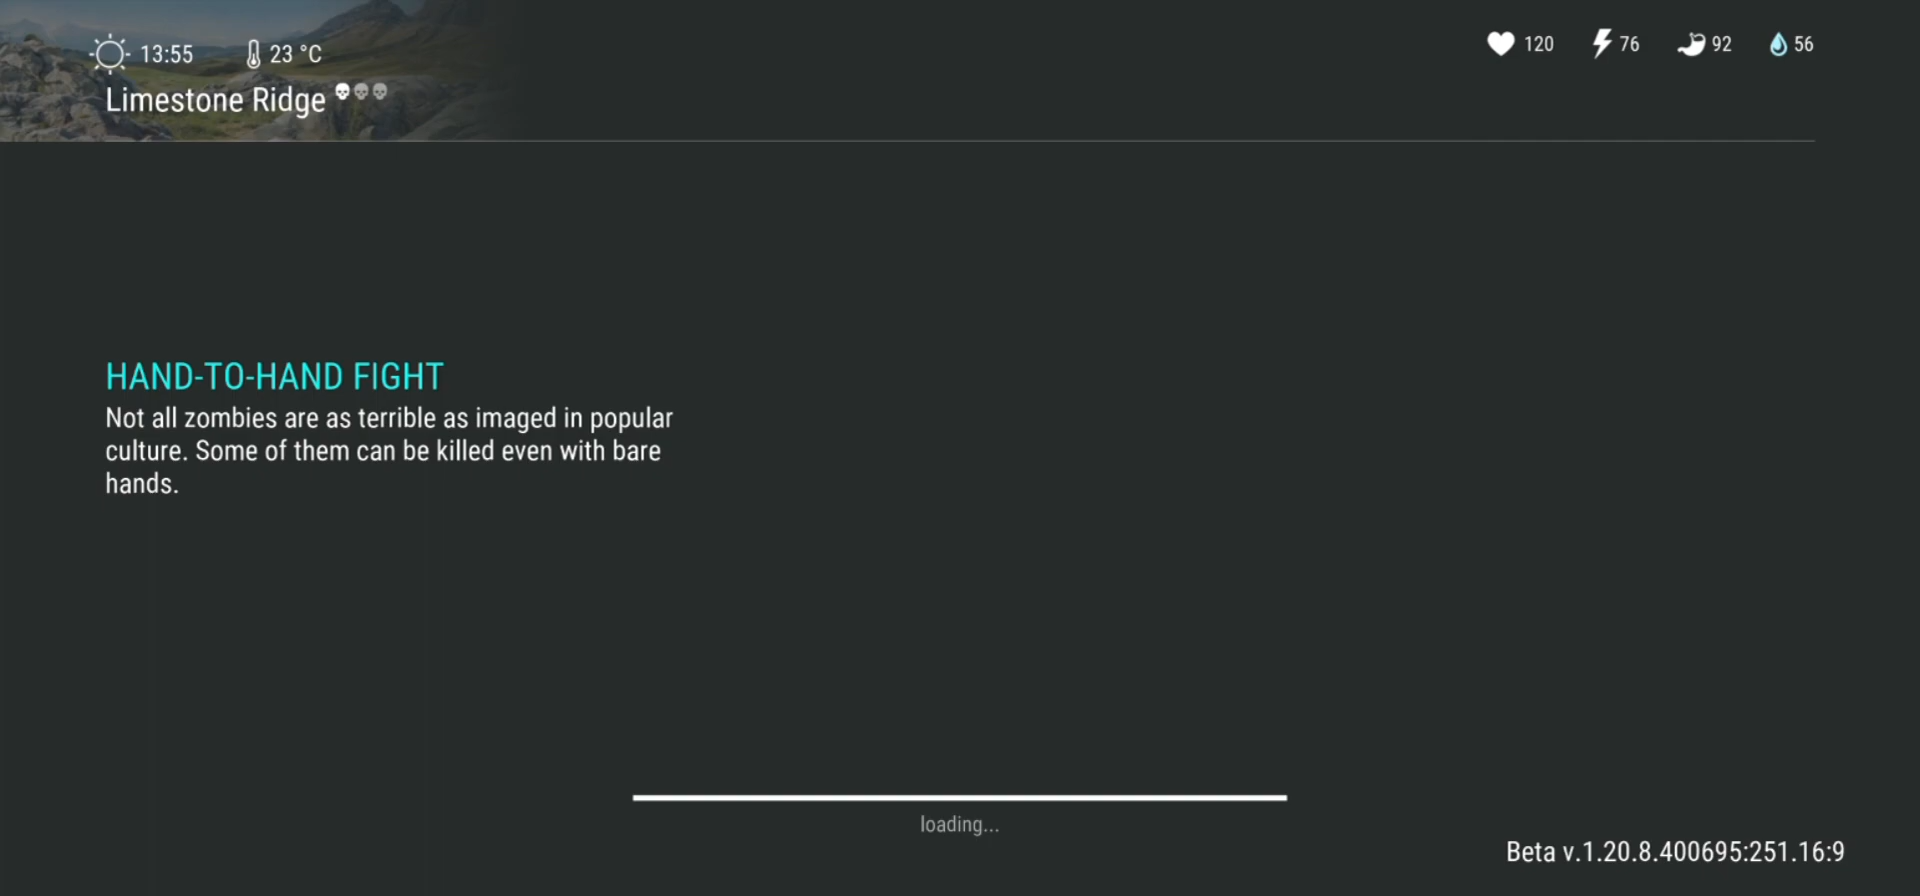 13:55 23 °C
Limestone Ridge
120 76 92 56
HAND-TO-HAND FIGHT
Not all zombies are as terrible as imaged in popular
culture. Some of them can be killed even with bare
hands.
loading...
Beta v.1.20.8.400695:251.16:9